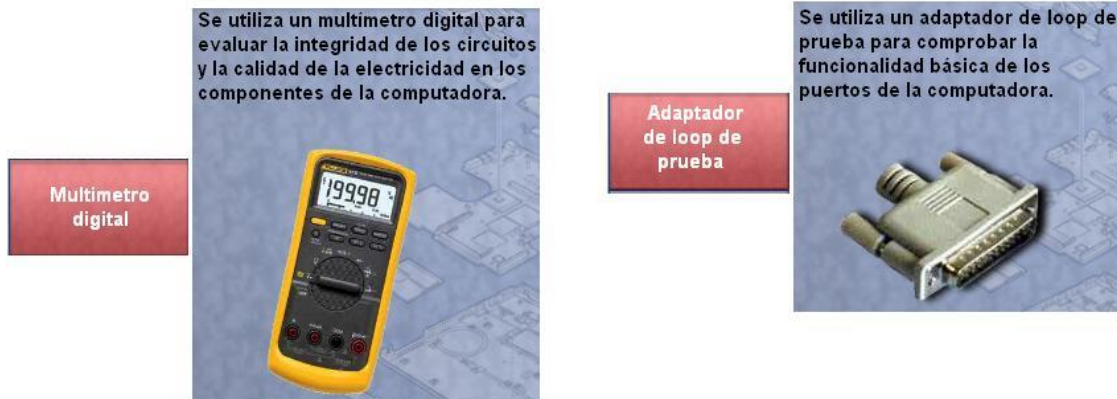 Se utiliza un multímetro digital para
evaluar la integridad de los circuitos
y la calidad de la electricidad en los
componentes de la computadora.
Multimetro
digital
199.98
Se utiliza un adaptador de loop de
prueba para comprobar la
funcionalidad básica de los
puertos de la computadora.
Adaptador
de loop de
prueba